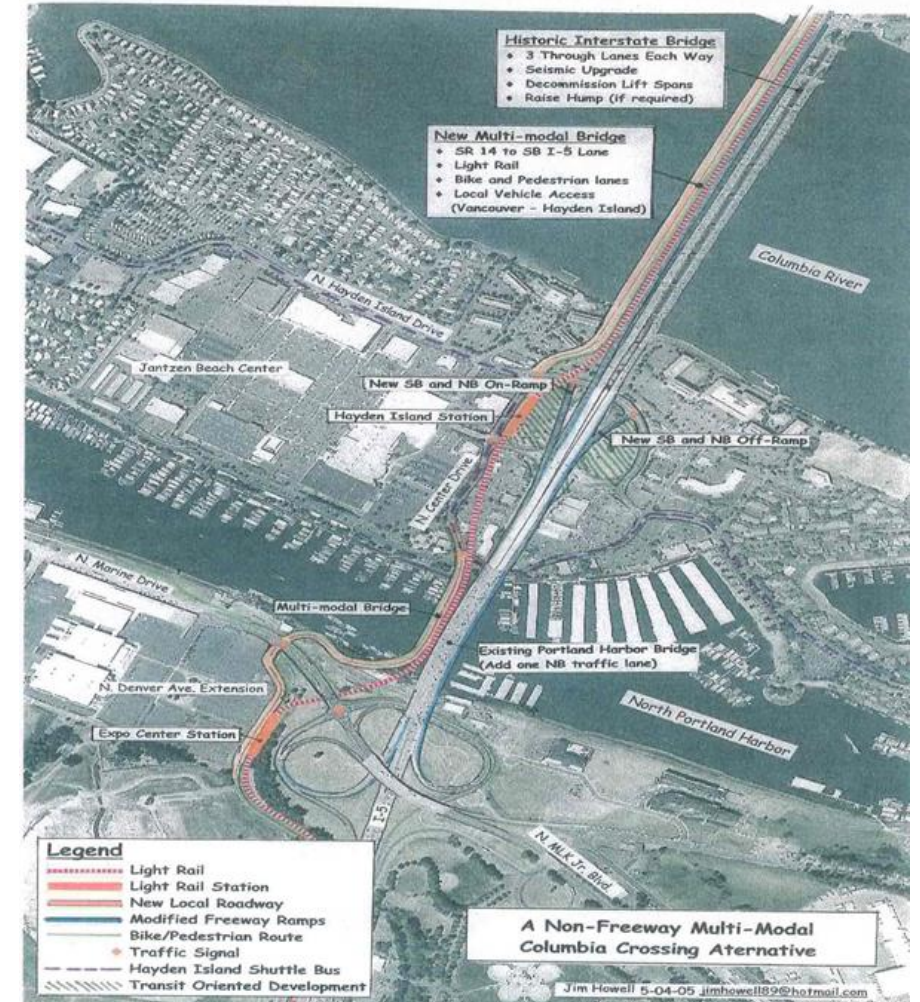 Historic Interstate Bridge
• 3 Through Lanes Each Way
• Seismic Upgrade
• Decommission Lift Spans
• Raise Hump (if required)
New Multi-modal Bridge
• SR 14 to SB I-5 Lane
• Light Rail
• Bike and Pedestrian lanes
• Local Vehicle Access
(Vancouver - Hayden Island)
Columbia River
N. Hayden Island Drive
Jantzen Beach Center
New SB and NB On-Ramp
Hayden Island Station
New SB and NB Off-Ramp
N. Center Drive
N. Marine Drive
Multi-modal Bridge
Existing Portland Harbor Bridge
(Add one NB traffic lane)
N. Denver Ave. Extension
North Portland Harbor
Expo Center Station
I-5
N. MLK Jr. Blvd.
Legend
Light Rail
Light Rail Station
New Local Roadway
Modified Freeway Ramps
Bike/Pedestrian Route
Traffic Signal
Hayden Island Shuttle Bus
Transit Oriented Development
A Non-Freeway Multi-Modal
Columbia Crossing Aternative
Jim Howell 5-04-05 jimhowell89@hotmail.com